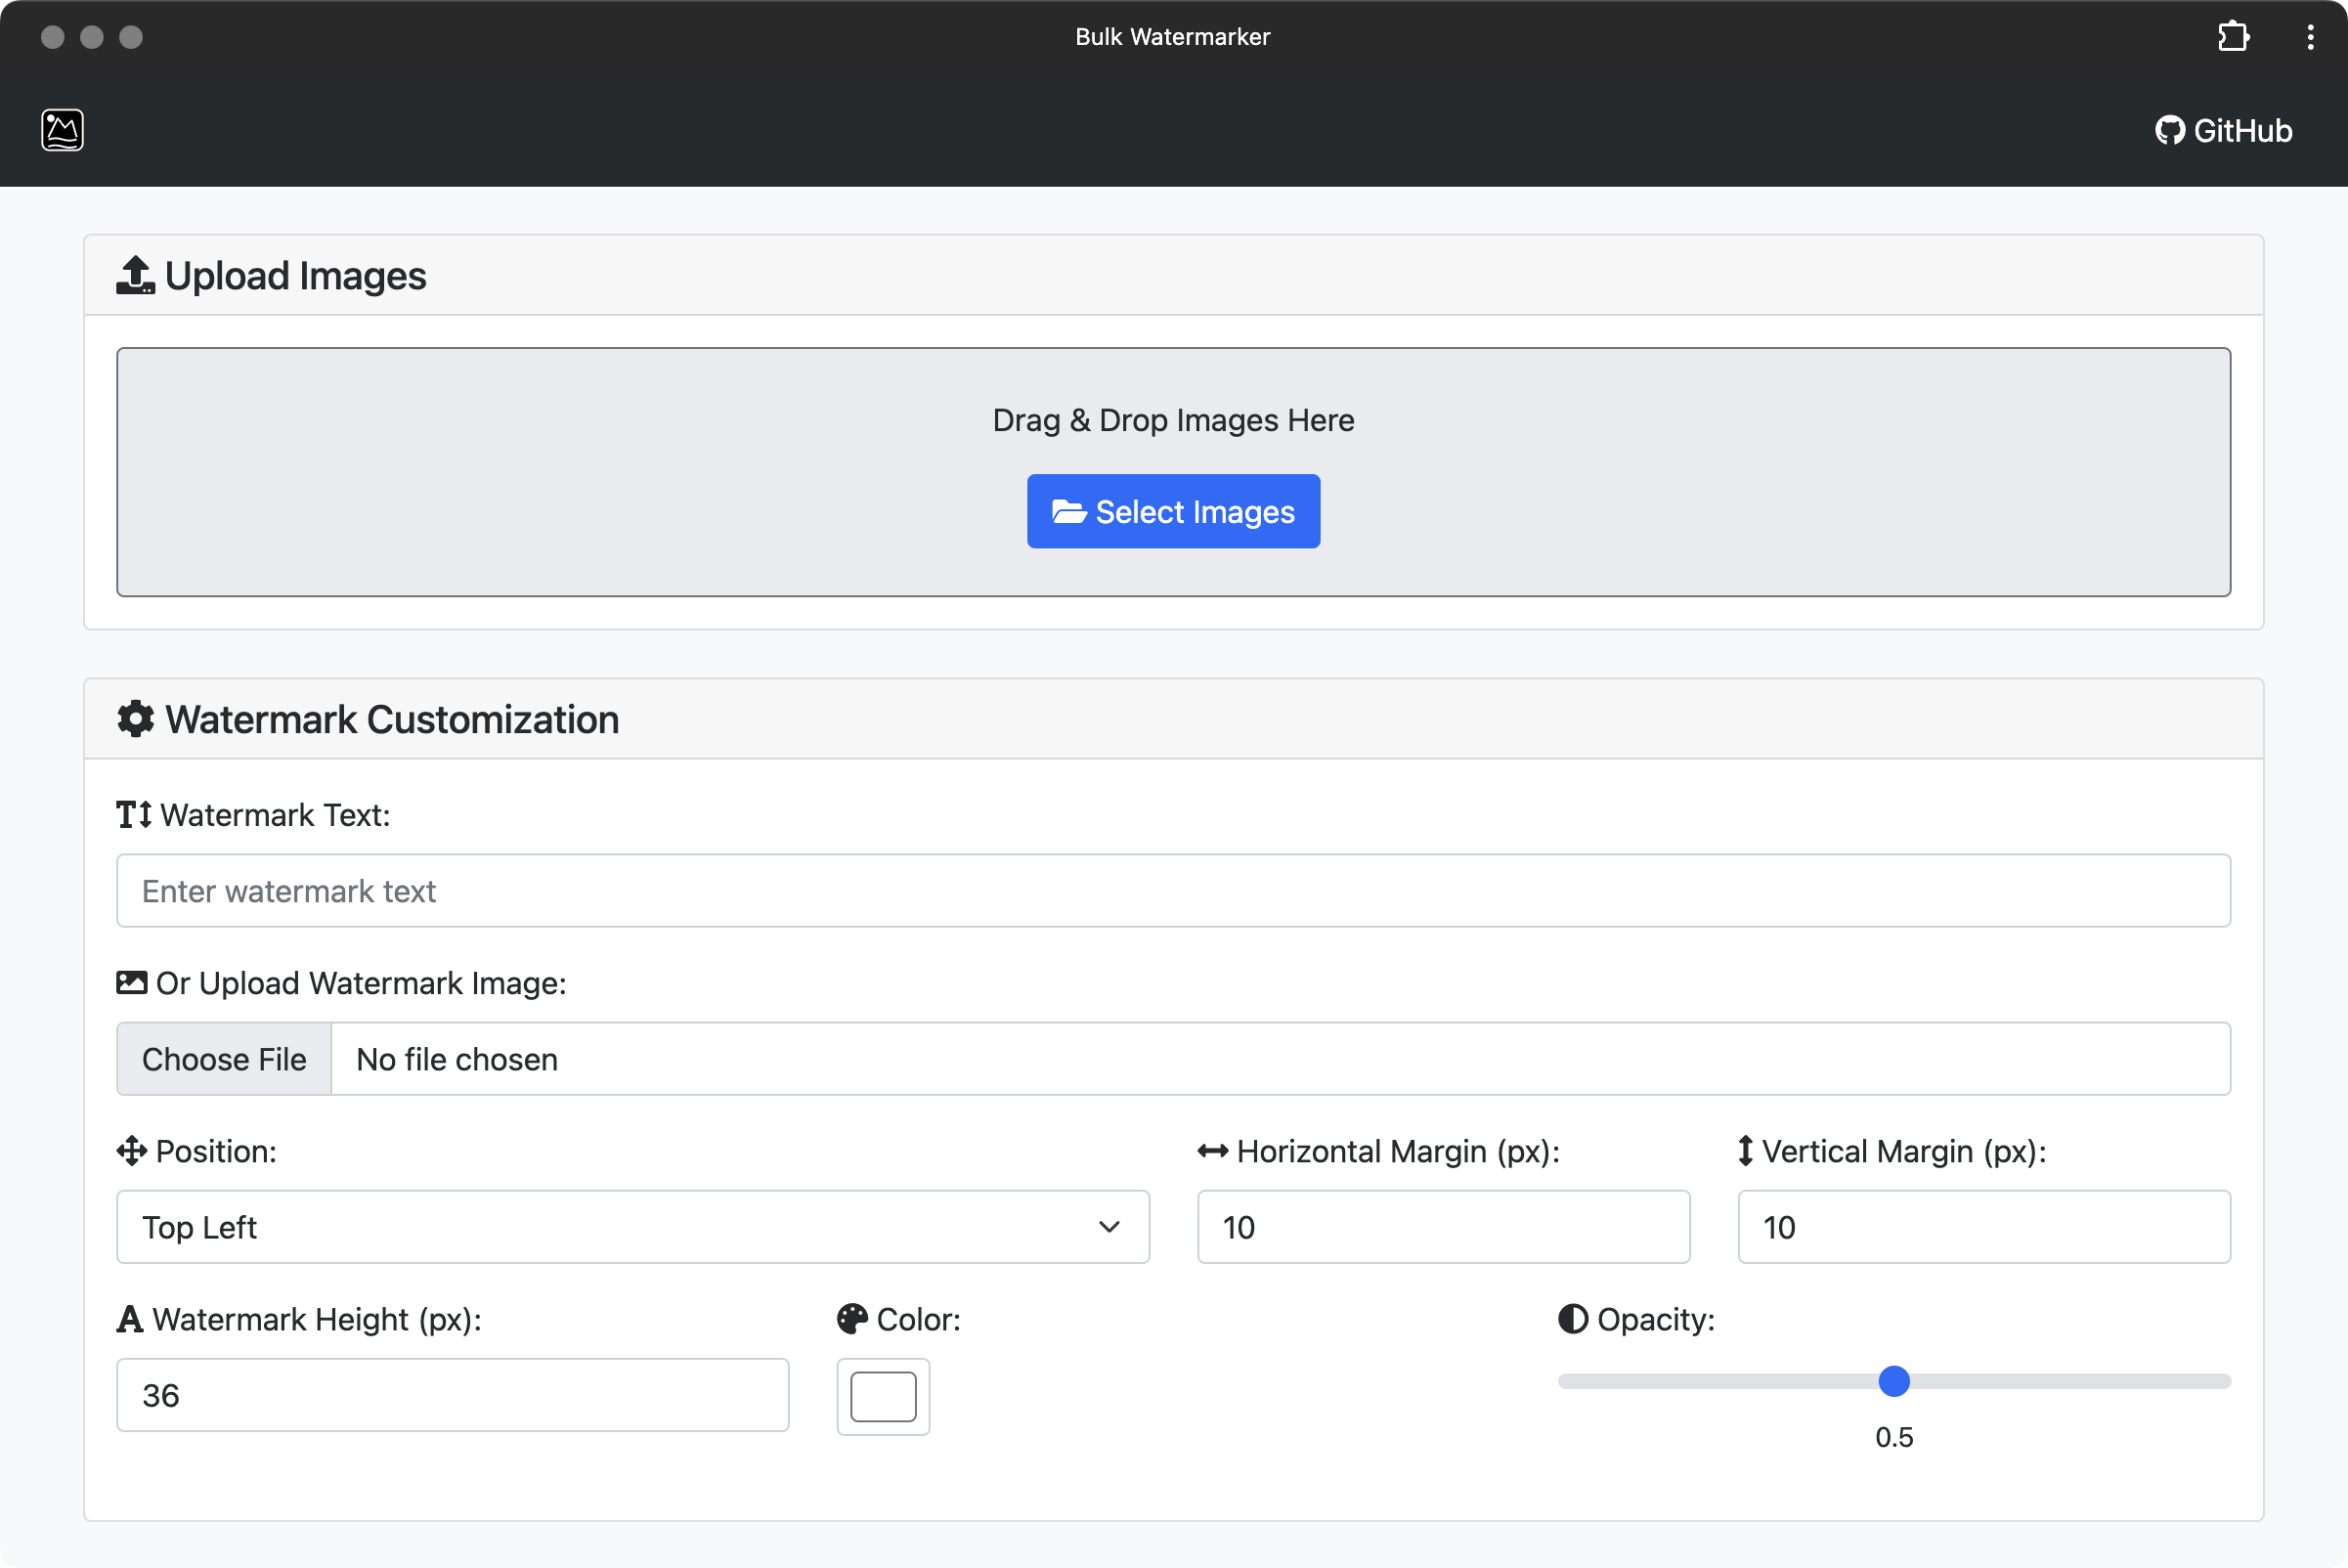 Bulk Watermarker
GitHub
Upload Images
Drag & Drop Images Here
Select Images
Watermark Customization
Watermark Text:
Enter watermark text
Or Upload Watermark Image:
Choose File No file chosen
Position: Horizontal Margin (px): Vertical Margin (px):
Top Left 10 10
Watermark Height (px): Color: Opacity:
36
0.5